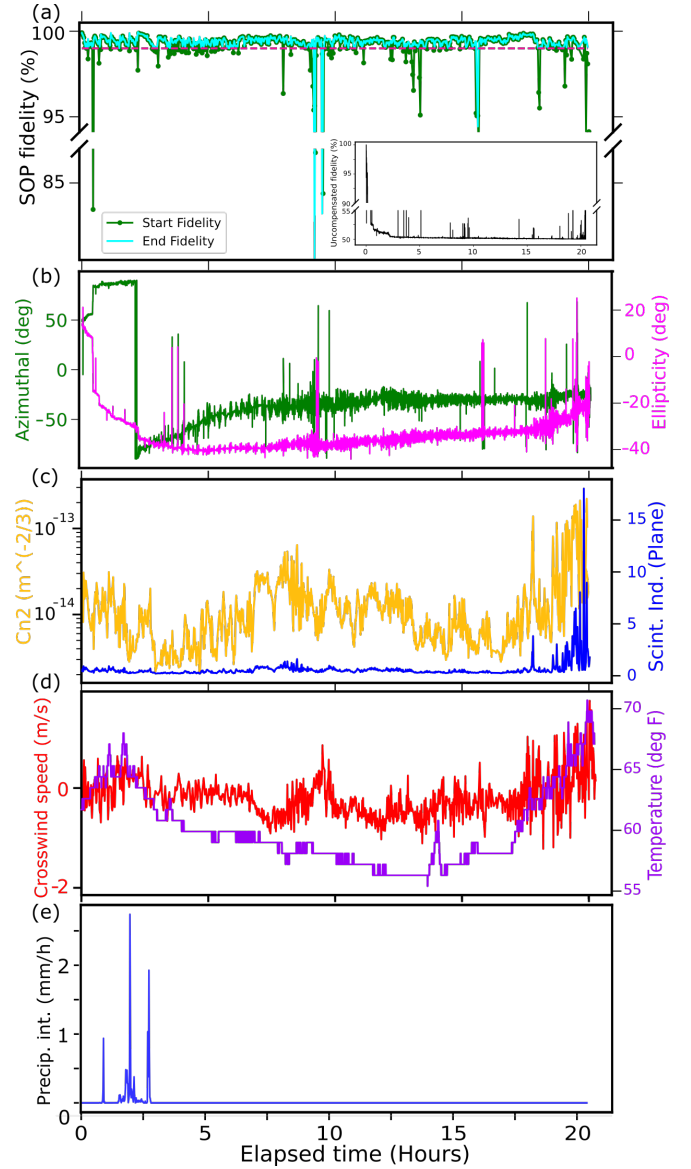 (a)
100
95
85
SOP fidelity (%)
Start Fidelity
End Fidelity
Uncompensated fidelity (%)
100
95
90
55
50
0
5
10
15
20
(b)
50
0
−50
Azimuthal (deg)
20
0
−20
−40
Ellipticity (deg)
(c)
10-13
10-14
Cn2 (m^(-2/3))
15
10
5
0
Scint. Ind. (Plane)
(d)
0
−2
Crosswind speed (m/s)
70
65
60
55
Temperature (deg F)
(e)
2
1
0
Precip. int. (mm/h)
0
5
10
15
20
Elapsed time (Hours)